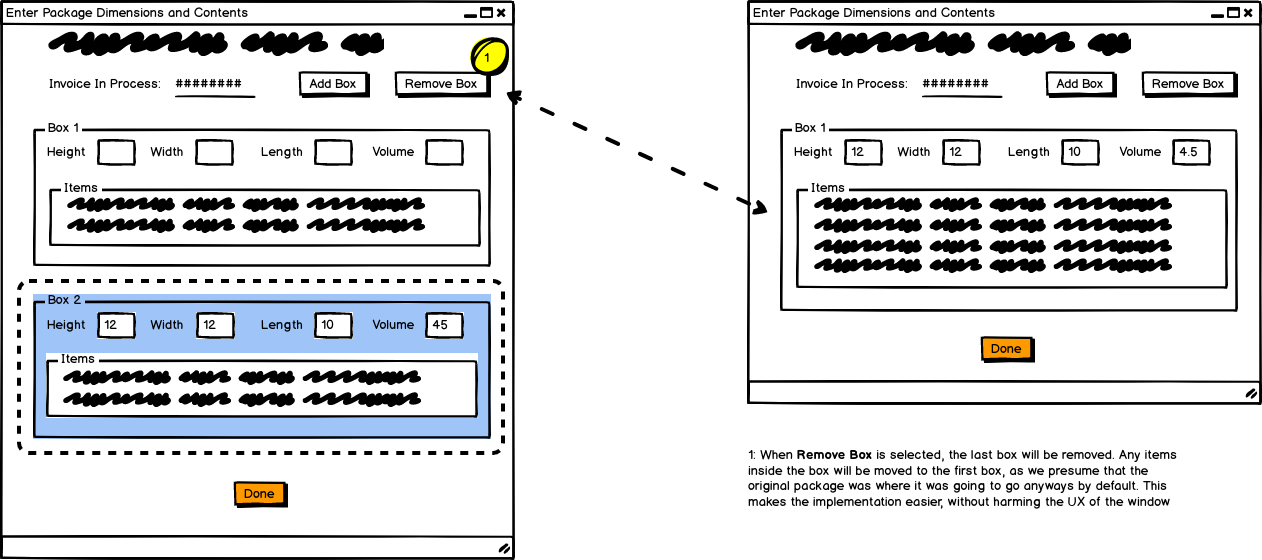 Enter Package Dimensions and Contents
1
Invoice In Process: ######## Add Box Remove Box
Box 1
Height Width Length Volume
Items
Box 2
Height 12 Width 12 Length 10 Volume 45
Items
Done
Enter Package Dimensions and Contents
Invoice In Process: ######## Add Box Remove Box
Box 1
Height 12 Width 12 Length 10 Volume 4.5
Items
Done
1: When Remove Box is selected, the last box will be removed. Any items
inside the box will be moved to the first box, as we presume that the
original package was where it was going to go anyways by default. This
makes the implementation easier, without harming the UX of the window